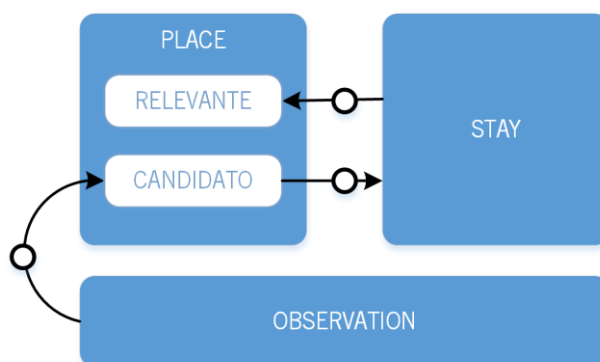 PLACE
RELEVANTE
CANDIDATO
STAY
OBSERVATION